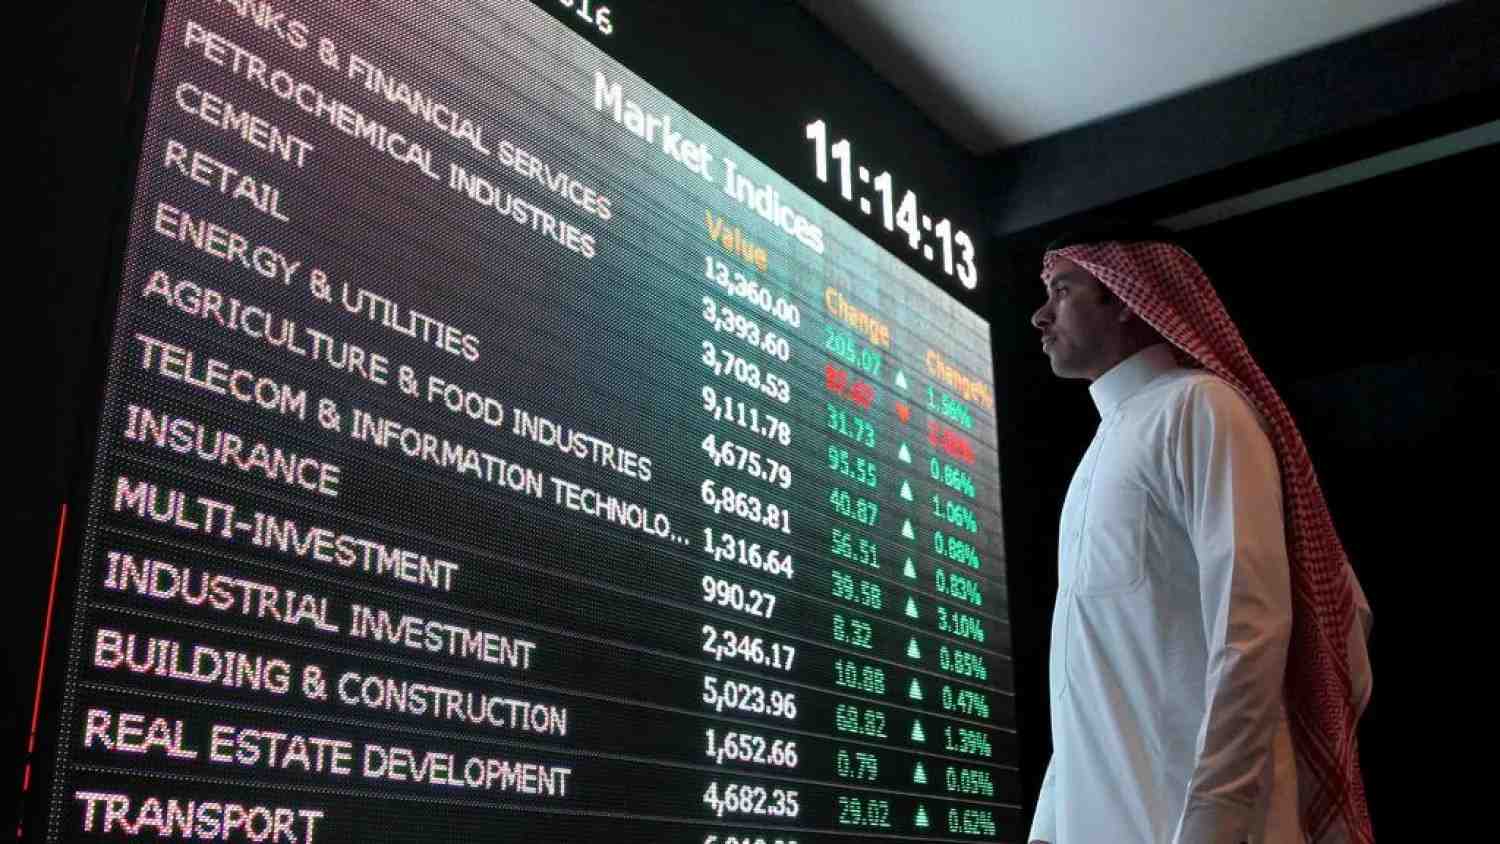 16
11:14:13
Market Indices
Value Change Change%
ANKS & FINANCIAL SERVICES 13,360.00 205.07 ▲ 1.56%
PETROCHEMICAL INDUSTRIES 3,393.60 ▼
CEMENT 3,703.53 31.73 ▲ 0.86%
RETAIL 9,111.78 95.55 ▲ 1.06%
ENERGY & UTILITIES 4,675.79 40.87 ▲ 0.88%
AGRICULTURE & FOOD INDUSTRIES 6,863.81 56.51 ▲ 0.83%
TELECOM & INFORMATION TECHNOLO... 1,316.64 39.58 ▲ 3.10%
INSURANCE 990.27 8.32 ▲ 0.85%
MULTI-INVESTMENT 2,346.17 10.88 ▲ 0.47%
INDUSTRIAL INVESTMENT 5,023.96 68.82 ▲ 1.39%
BUILDING & CONSTRUCTION 1,652.66 0.79 ▲ 0.05%
REAL ESTATE DEVELOPMENT 4,682.35 29.02 ▲ 0.62%
TRANSPORT